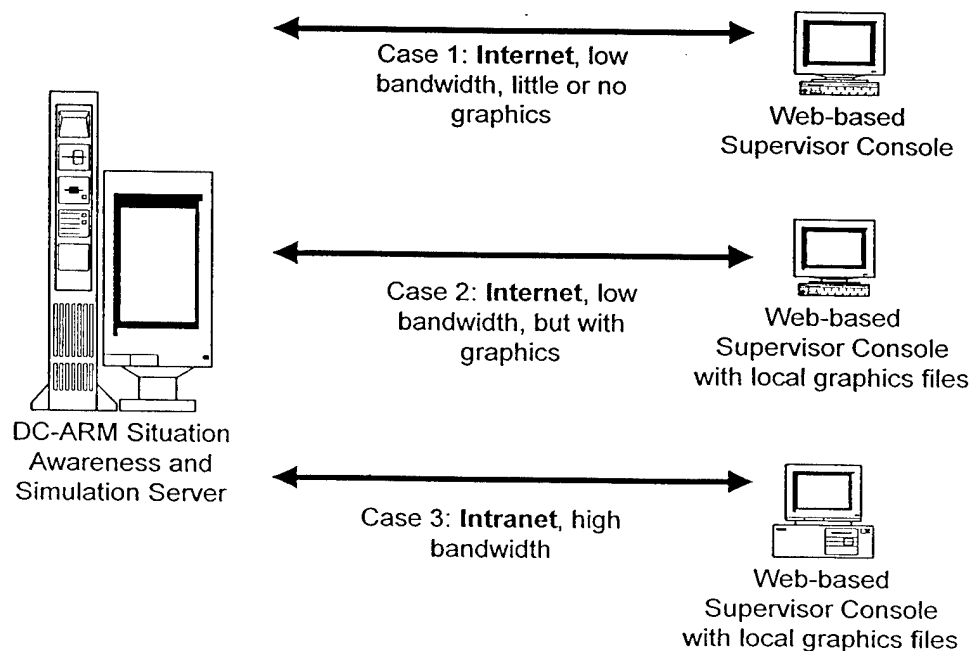 Case 1: Internet, low
bandwidth, little or no
graphics
Web-based
Supervisor Console
Case 2: Internet, low
bandwidth, but with
graphics
Web-based
Supervisor Console
with local graphics files
DC-ARM Situation
Awareness and
Simulation Server
Case 3: Intranet, high
bandwidth
Web-based
Supervisor Console
with local graphics files